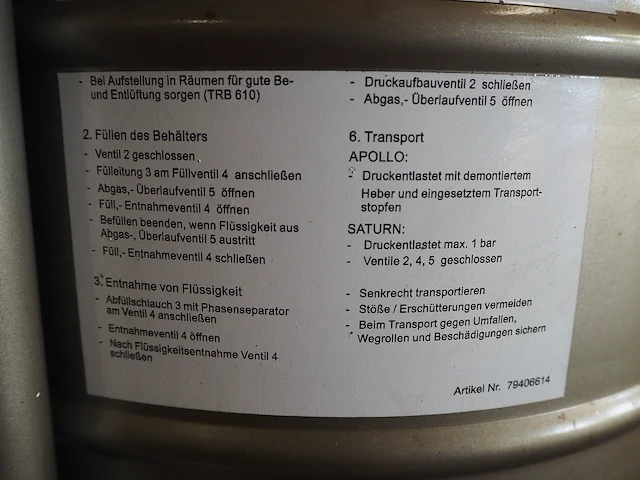 - Bei Aufstellung in Räumen für gute Be-
und Entlüftung sorgen (TRB 610)
2. Füllen des Behälters
- Ventil 2 geschlossen
- Fülleitung 3 am Füllventil 4 anschließen
- Abgas,- Überlaufventil 5 öffnen
- Füll,- Entnahmeventil 4 öffnen
- Befüllen beenden, wenn Flüssigkeit aus
Abgas-, Überlaufventil 5 austritt
- Füll,- Entnahmeventil 4 schließen
3. Entnahme von Flüssigkeit
- Abfüllschlauch 3 mit Phasenseparator
am Ventil 4 anschließen
- Entnahmeventil 4 öffnen
- Nach Flüssigkeitsentnahme Ventil 4
schließen
- Druckaufbauventil 2 schließen
- Abgas,- Überlaufventil 5 öffnen
6. Transport
APOLLO:
- Druckentlastet mit demontiertem
Heber und eingesetztem Transport-
stopfen
SATURN:
- Druckentlastet max. 1 bar
- Ventile 2, 4, 5 geschlossen
- Senkrecht transportieren
- Stöße / Erschütterungen vermeiden
- Beim Transport gegen Umfallen,
Wegrollen und Beschädigungen sichern
Artikel Nr. 79406614